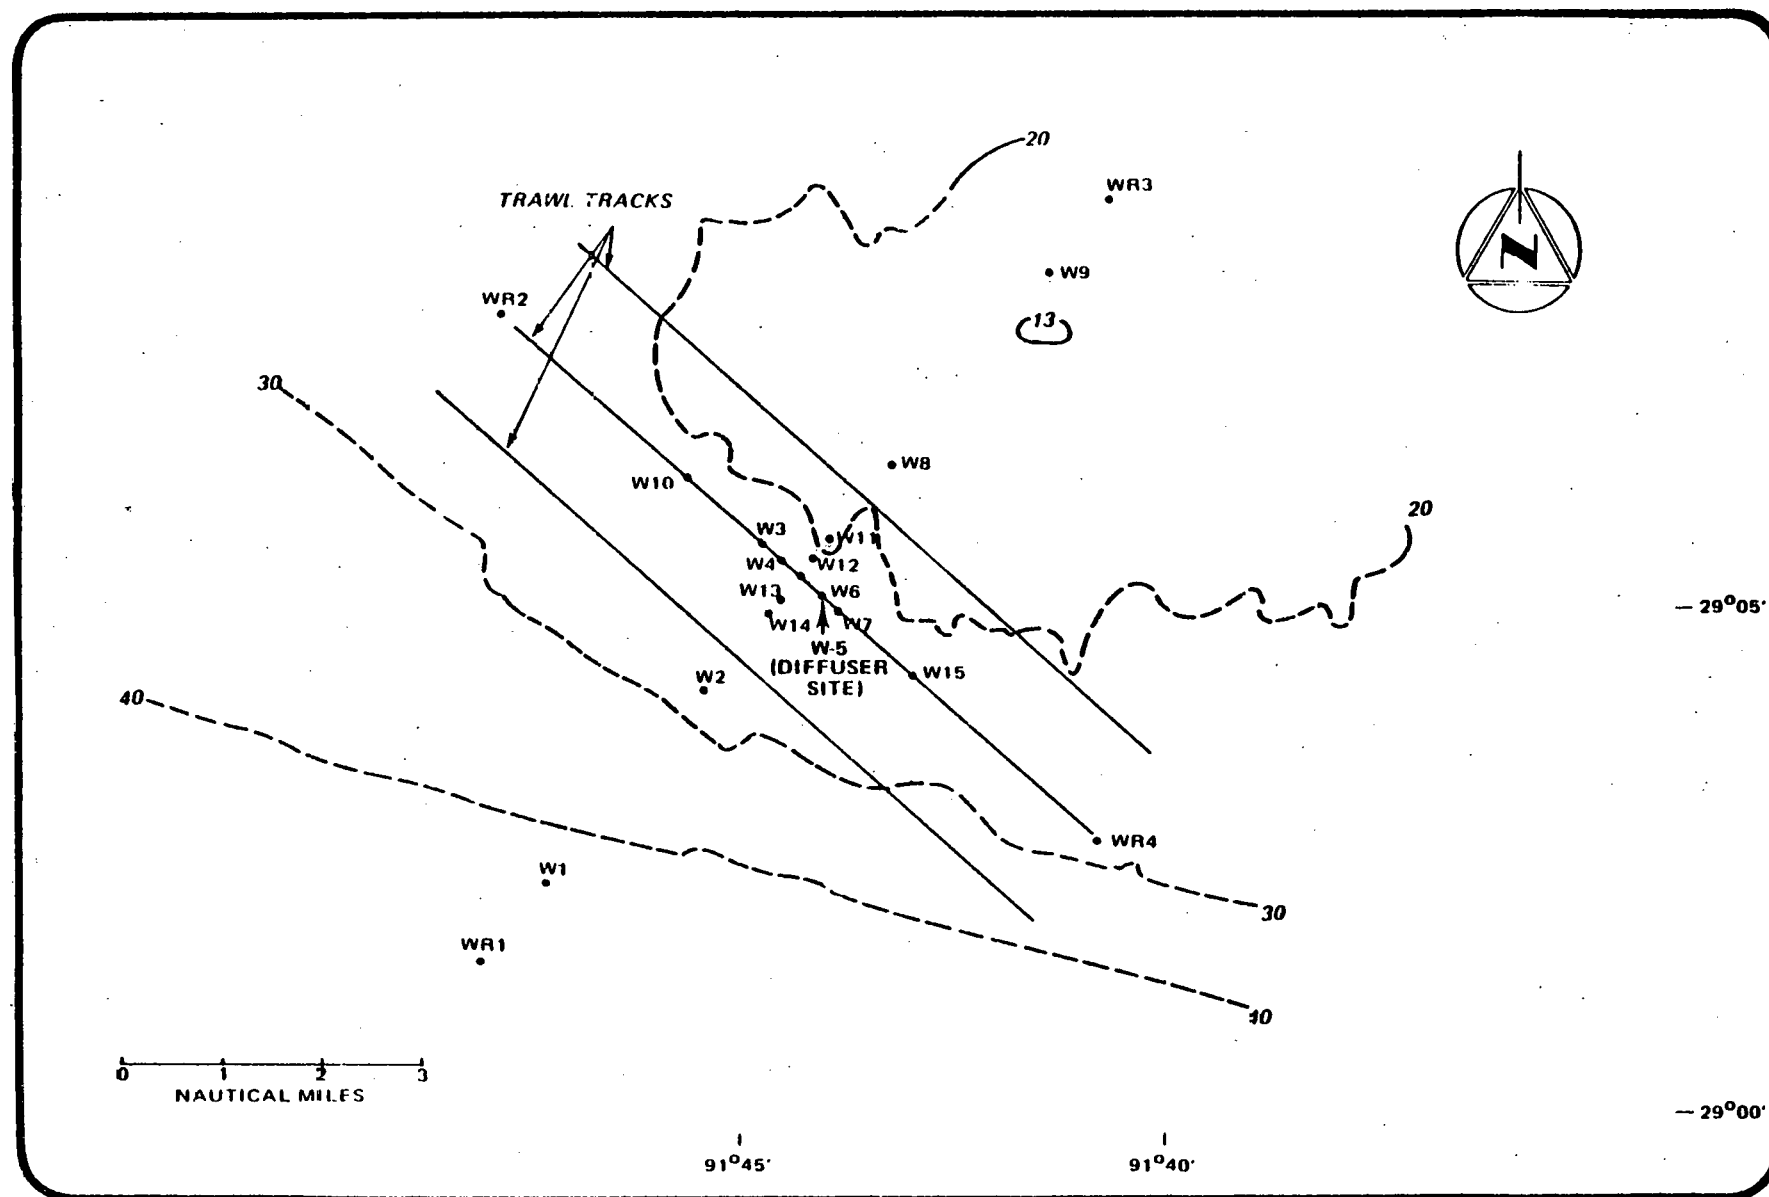 20
WR3
TRAWL TRACKS
N
W9
WR2
13
30
W8
W10
20
W3
W11
W4
W12
W13
W6
29°05'
W14
W7
W-5
(DIFFUSER
SITE)
W15
W2
40
WR4
W1
30
WR1
40
0 1 2 3
NAUTICAL MILES
29°00'
91°45'
91°40'